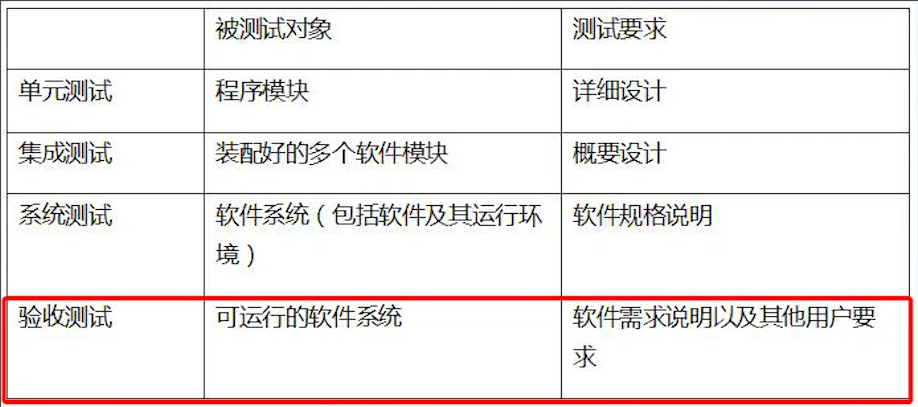 被测试对象 测试要求
单元测试 程序模块 详细设计
集成测试 装配好的多个软件模块 概要设计
系统测试 软件系统（包括软件及其运行环 软件规格说明
境）
验收测试 可运行的软件系统 软件需求说明以及其他用户要
求